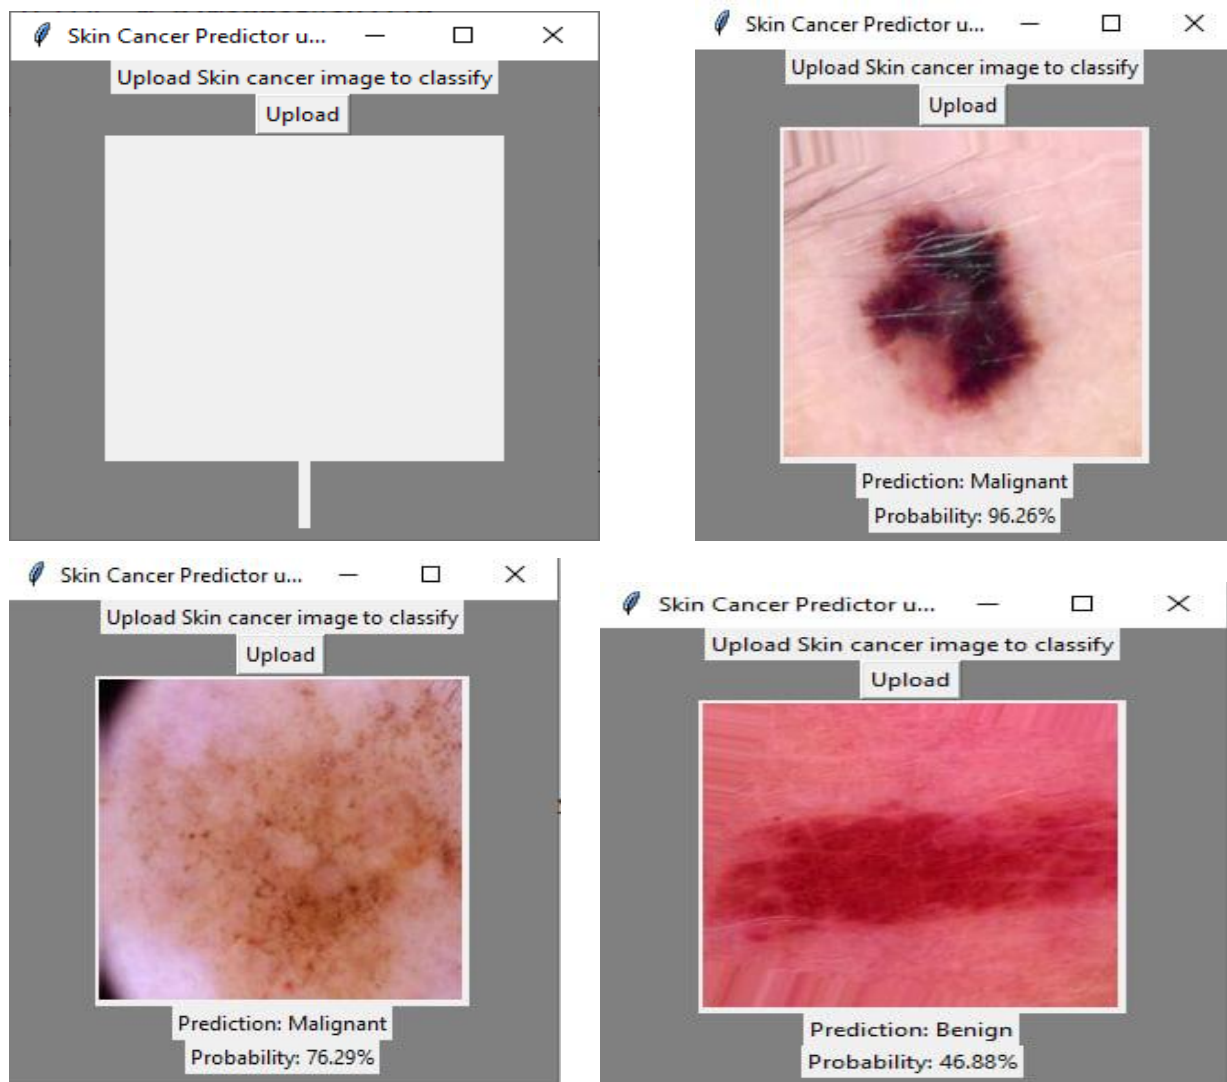 Skin Cancer Predictor u...
Upload Skin cancer image to classify
Upload
Skin Cancer Predictor u...
Upload Skin cancer image to classify
Upload
Prediction: Malignant
Probability: 96.26%
Skin Cancer Predictor u...
Upload Skin cancer image to classify
Upload
Prediction: Malignant
Probability: 76.29%
Skin Cancer Predictor u...
Upload Skin cancer image to classify
Upload
Prediction: Benign
Probability: 46.88%